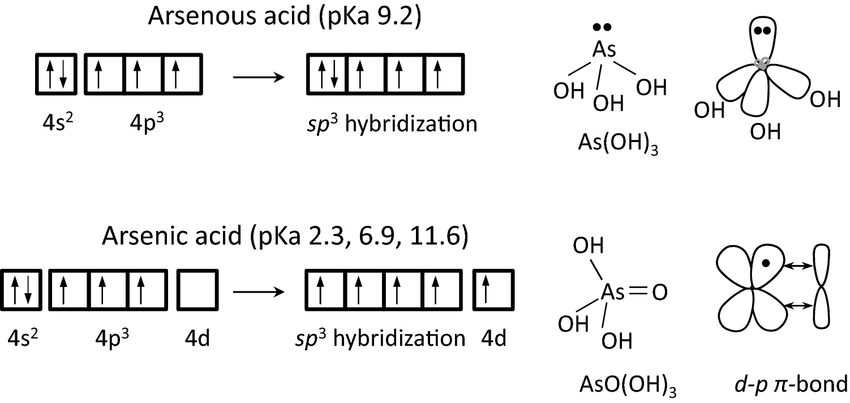 Arsenous acid (pKa 9.2)
4s² 4p³ sp³ hybridization
As
OH OH OH
As(OH)₃
OH OH OH
Arsenic acid (pKa 2.3, 6.9, 11.6)
4s² 4p³ 4d sp³ hybridization 4d
OH
As=O
OH OH
AsO(OH)₃
d-p π-bond